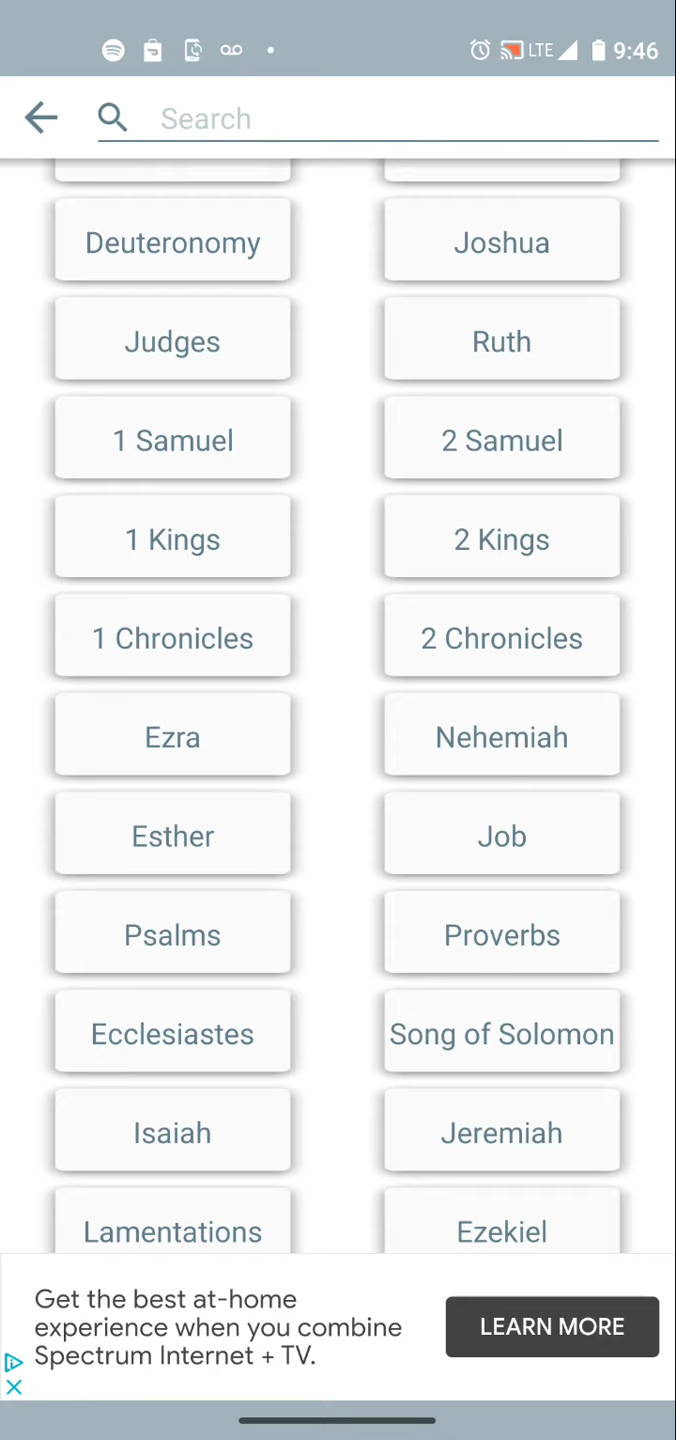 LTE 9:46
Search
Deuteronomy
Joshua
Judges
Ruth
1 Samuel
2 Samuel
1 Kings
2 Kings
1 Chronicles
2 Chronicles
Ezra
Nehemiah
Esther
Job
Psalms
Proverbs
Ecclesiastes
Song of Solomon
Isaiah
Jeremiah
Lamentations
Ezekiel
Get the best at-home
experience when you combine
Spectrum Internet + TV.
LEARN MORE